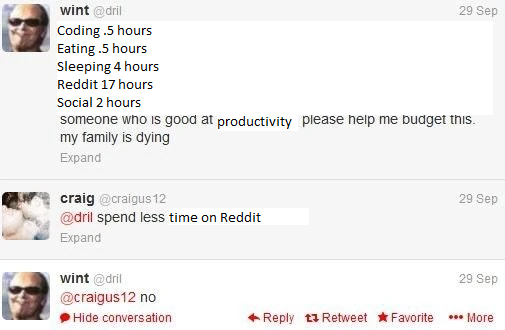 wint @dril 29 Sep
Coding .5 hours
Eating .5 hours
Sleeping 4 hours
Reddit 17 hours
Social 2 hours
someone who is good at productivity please help me budget this.
my family is dying
Expand
craig @craigus12 29 Sep
@dril spend less time on Reddit
Expand
wint @dril 29 Sep
@craigus12 no
Hide conversation Reply Retweet Favorite More